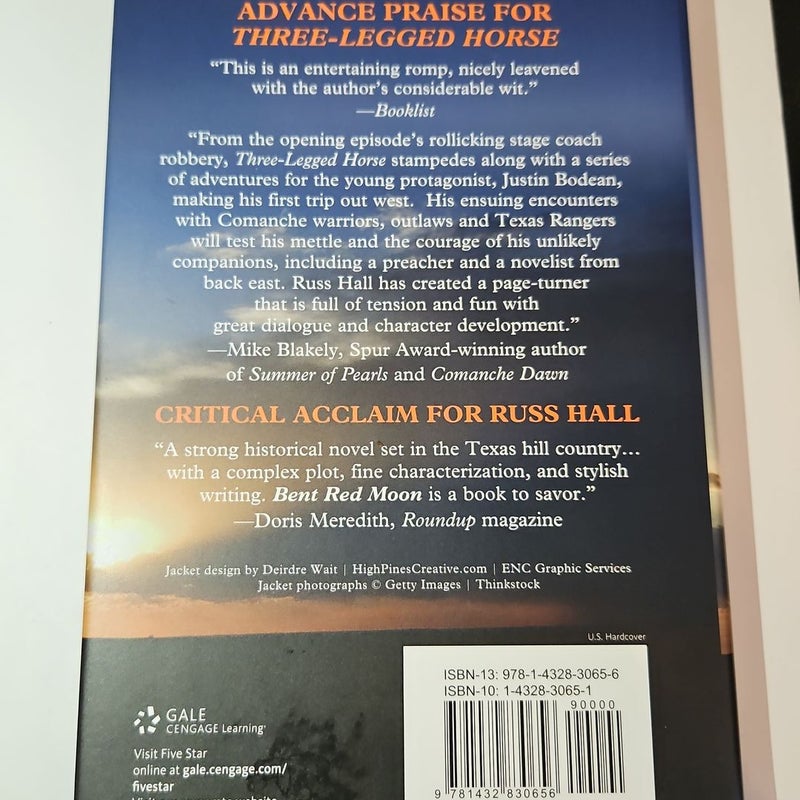 ADVANCE PRAISE FOR
THREE-LEGGED HORSE
“This is an entertaining romp, nicely leavened
with the author’s considerable wit.”
—Booklist
“From the opening episode’s rollicking stage coach
robbery, Three-Legged Horse stampedes along with a series
of adventures for the young protagonist, Justin Bodean,
making his first trip out west. His ensuing encounters
with Comanche warriors, outlaws and Texas Rangers
will test his mettle and the courage of his unlikely
companions, including a preacher and a novelist from
back east. Russ Hall has created a page-turner
that is full of tension and fun with
great dialogue and character development.”
—Mike Blakely, Spur Award-winning author
of Summer of Pearls and Comanche Dawn
CRITICAL ACCLAIM FOR RUSS HALL
“A strong historical novel set in the Texas hill country…
with a complex plot, fine characterization, and stylish
writing. Bent Red Moon is a book to savor.”
—Doris Meredith, Roundup magazine
Jacket design by Deirdre Wait | HighPinesCreative.com | ENC Graphic Services
Jacket photographs © Getty Images | Thinkstock
U.S. Hardcover
ISBN-13: 978-1-4328-3065-6
ISBN-10: 1-4328-3065-1
90000
9 781432 830656
GALE
CENGAGE Learning®
Visit Five Star
online at gale.cengage.com/
fivestar